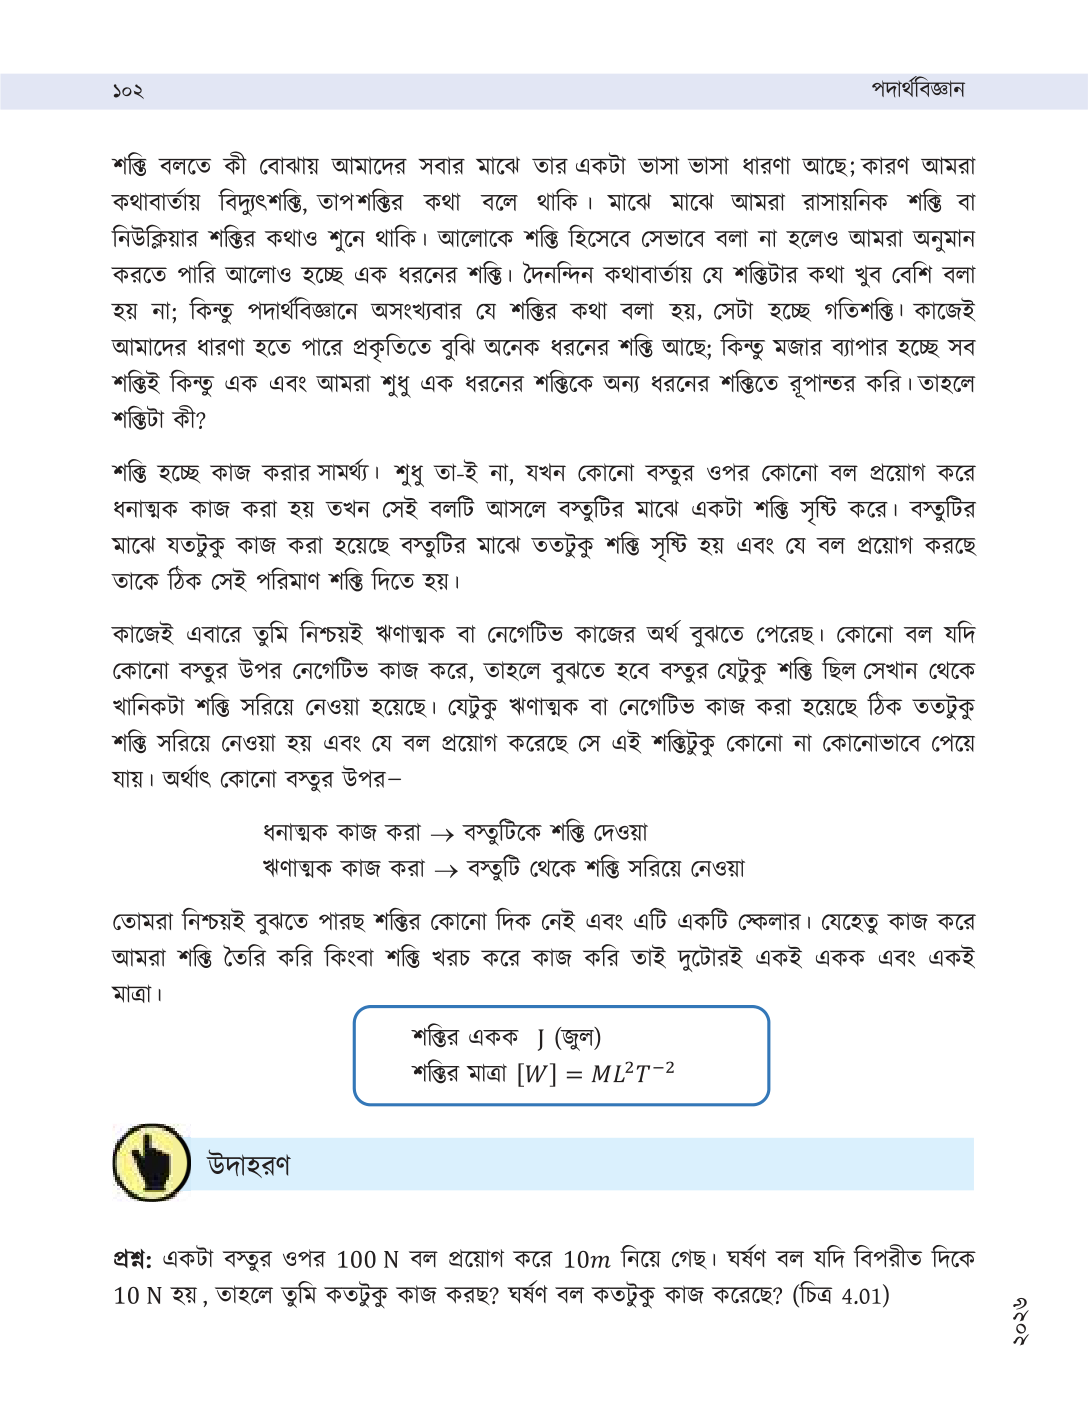 ১০২
পদার্থবিজ্ঞান
শক্তি বলতে কী বোঝায় আমাদের সবার মাঝে তার একটা ভাসা ভাসা ধারণা আছে; কারণ আমরা
কথাবার্তায় বিদ্যুৎশক্তি, তাপশক্তির কথা বলে থাকি। মাঝে মাঝে আমরা রাসায়নিক শক্তি বা
নিউক্লিয়ার শক্তির কথাও শুনে থাকি। আলোকে শক্তি হিসেবে সেভাবে বলা না হলেও আমরা অনুমান
করতে পারি আলোও হচ্ছে এক ধরনের শক্তি। দৈনন্দিন কথাবার্তায় যে শক্তিটার কথা খুব বেশি বলা
হয় না; কিন্তু পদার্থবিজ্ঞানে অসংখ্যবার যে শক্তির কথা বলা হয়, সেটা হচ্ছে গতিশক্তি। কাজেই
আমাদের ধারণা হতে পারে প্রকৃতিতে বুঝি অনেক ধরনের শক্তি আছে; কিন্তু মজার ব্যাপার হচ্ছে সব
শক্তিই কিন্তু এক এবং আমরা শুধু এক ধরনের শক্তিকে অন্য ধরনের শক্তিতে রূপান্তর করি। তাহলে
শক্তিটা কী?
শক্তি হচ্ছে কাজ করার সামর্থ্য। শুধু তা-ই না, যখন কোনো বস্তুর ওপর কোনো বল প্রয়োগ করে
ধনাত্মক কাজ করা হয় তখন সেই বলটি আসলে বস্তুটির মাঝে একটা শক্তি সৃষ্টি করে। বস্তুটির
মাঝে যতটুকু কাজ করা হয়েছে বস্তুটির মাঝে ততটুকু শক্তি সৃষ্টি হয় এবং যে বল প্রয়োগ করছে
তাকে ঠিক সেই পরিমাণ শক্তি দিতে হয়।
কাজেই এবারে তুমি নিশ্চয়ই ঋণাত্মক বা নেগেটিভ কাজের অর্থ বুঝতে পেরেছ। কোনো বল যদি
কোনো বস্তুর উপর নেগেটিভ কাজ করে, তাহলে বুঝতে হবে বস্তুর যেটুকু শক্তি ছিল সেখান থেকে
খানিকটা শক্তি সরিয়ে নেওয়া হয়েছে। যেটুকু ঋণাত্মক বা নেগেটিভ কাজ করা হয়েছে ঠিক ততটুকু
শক্তি সরিয়ে নেওয়া হয় এবং যে বল প্রয়োগ করেছে সে এই শক্তিটুকু কোনো না কোনোভাবে পেয়ে
যায়। অর্থাৎ কোনো বস্তুর উপর–
ধনাত্মক কাজ করা → বস্তুটিকে শক্তি দেওয়া
ঋণাত্মক কাজ করা → বস্তুটি থেকে শক্তি সরিয়ে নেওয়া
তোমরা নিশ্চয়ই বুঝতে পারছ শক্তির কোনো দিক নেই এবং এটি একটি স্কেলার। যেহেতু কাজ করে
আমরা শক্তি তৈরি করি কিংবা শক্তি খরচ করে কাজ করি তাই দুটোরই একই একক এবং একই
মাত্রা।
শক্তির একক J (জুল)
শক্তির মাত্রা [W] = ML²T⁻²
উদাহরণ
প্রশ্ন: একটা বস্তুর ওপর 100 N বল প্রয়োগ করে 10m নিয়ে গেছ। ঘর্ষণ বল যদি বিপরীত দিকে
10 N হয়, তাহলে তুমি কতটুকু কাজ করছ? ঘর্ষণ বল কতটুকু কাজ করেছে? (চিত্র 4.01)
২০২৬